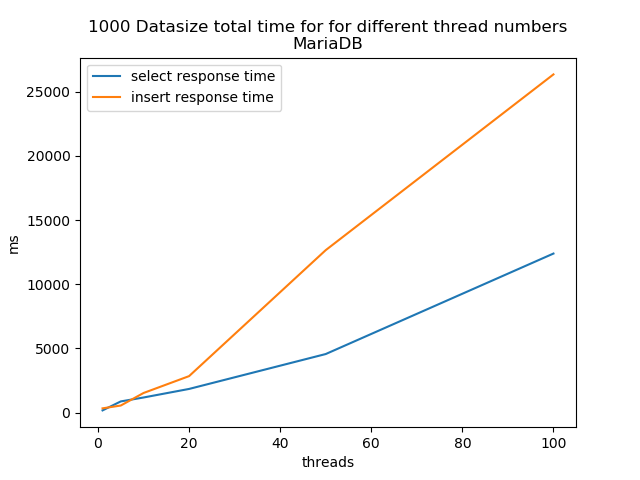 1000 Datasize total time for for different thread numbers
MariaDB
select response time
insert response time
25000
20000
15000
10000
5000
0
ms
0 20 40 60 80 100
threads